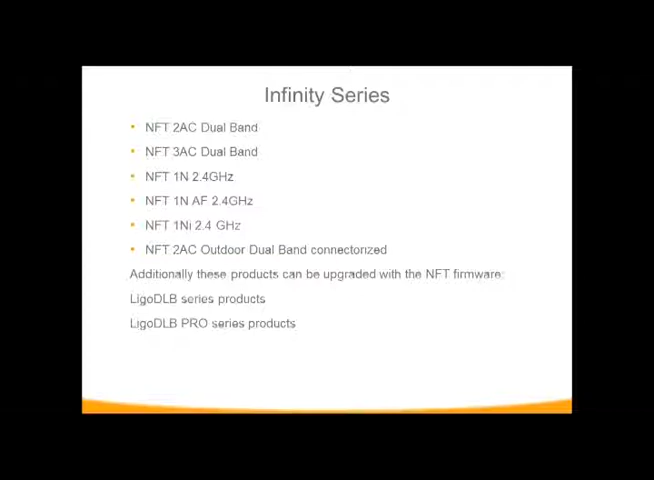 Infinity Series
• NFT 2AC Dual Band
• NFT 3AC Dual Band
• NFT 1N 2.4GHz
• NFT 1N AF 2.4GHz
• NFT 1Ni 2.4 GHz
• NFT 2AC Outdoor Dual Band connectorized
Additionally these products can be upgraded with the NFT firmware:
LigoDLB series products
LigoDLB PRO series products